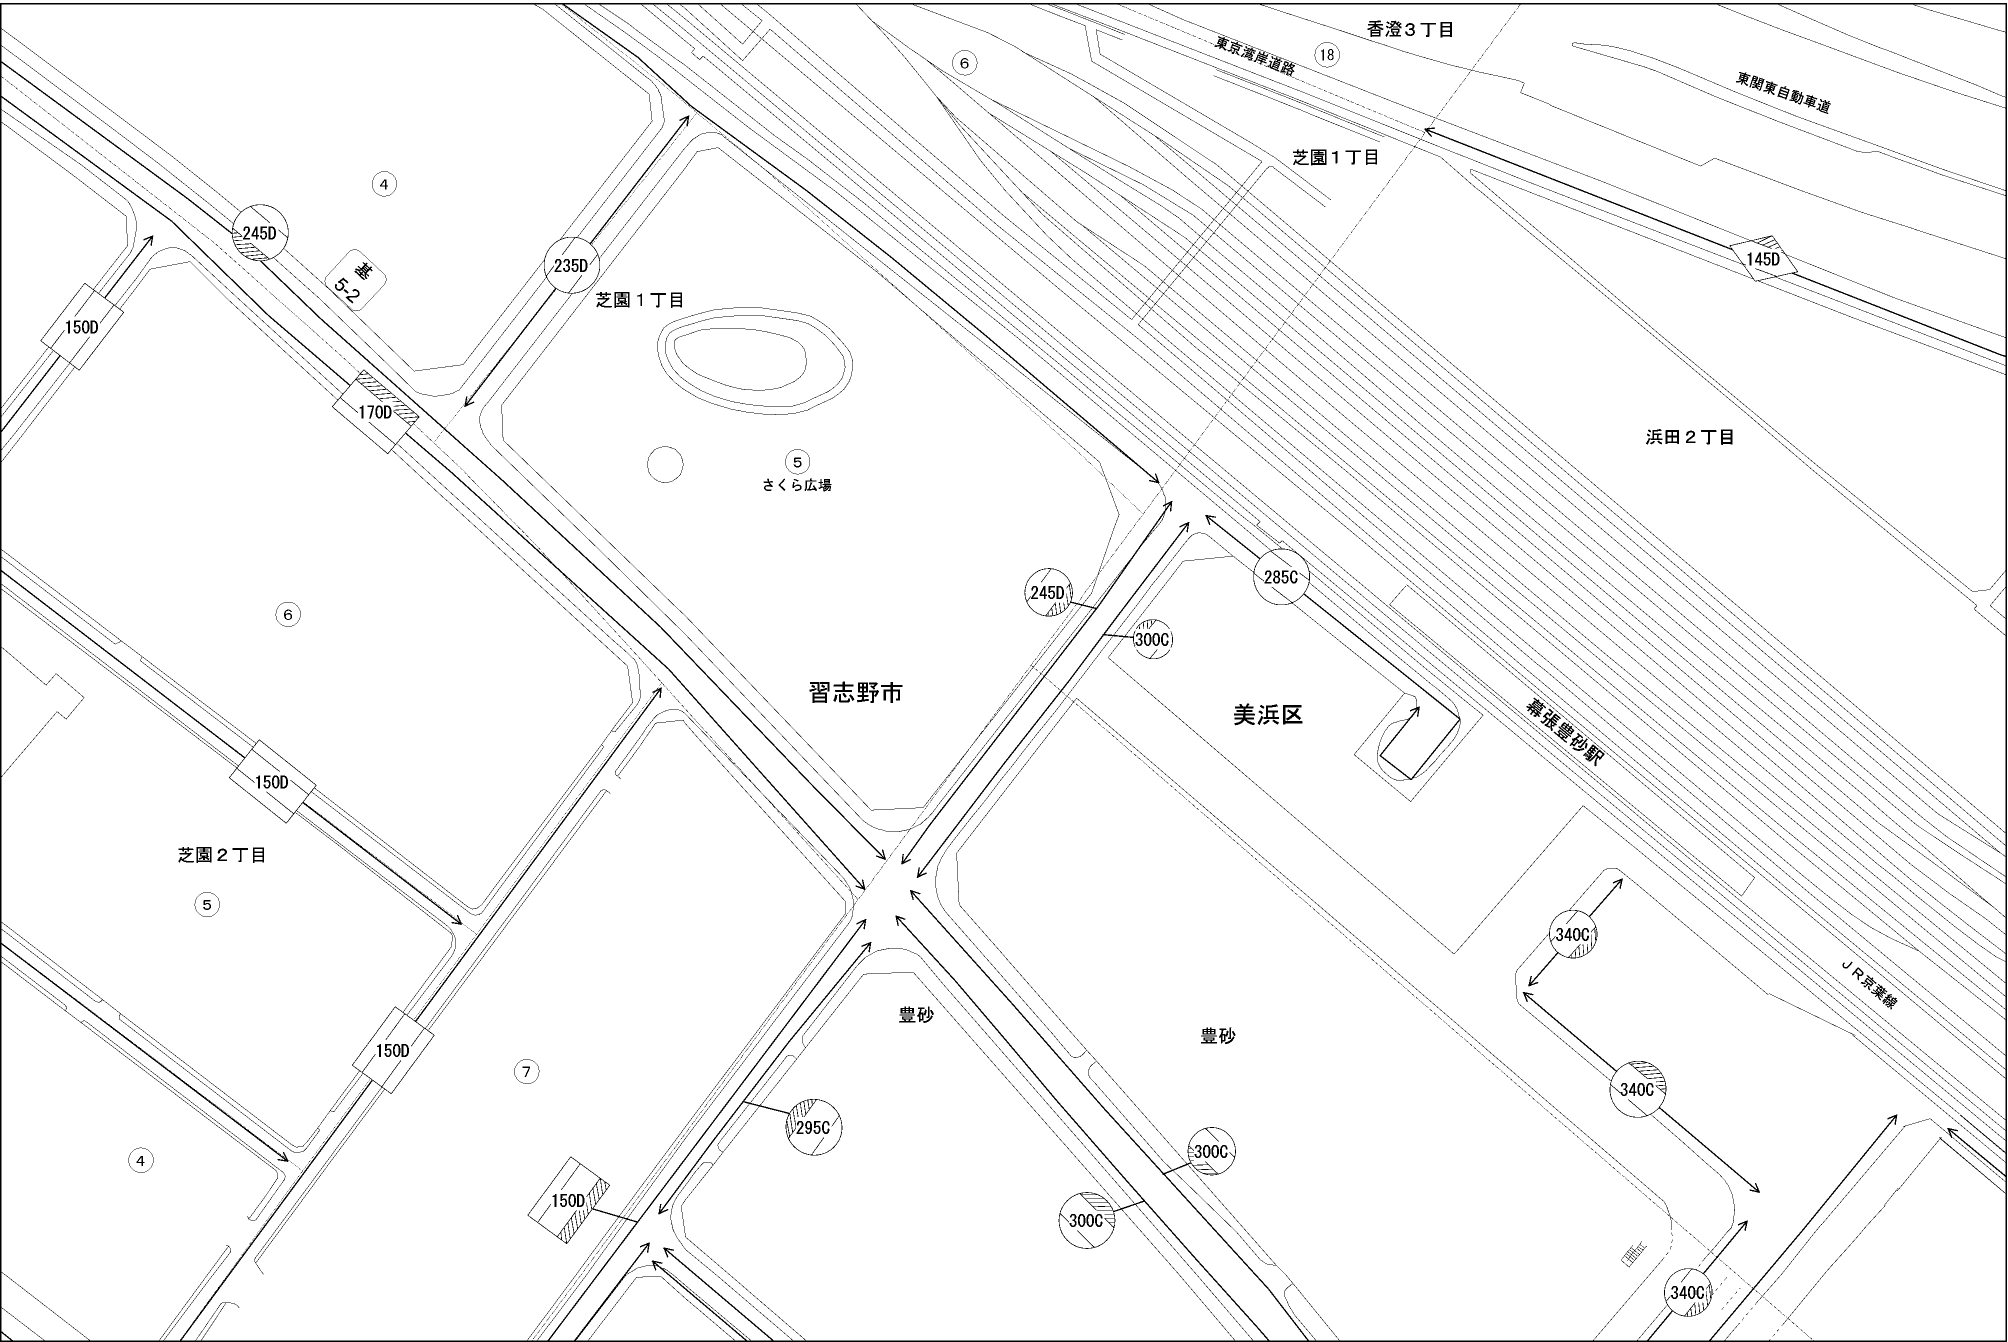 香澄３丁目
18
東京湾岸道路
6
東関東自動車道
芝園１丁目
4
245D
235D
145D
基
5-2
芝園１丁目
150D
170D
浜田２丁目
5
さくら広場
285C
245D
6
300C
習志野市
美浜区
幕張豊砂駅
150D
芝園２丁目
5
340C
ＪＲ京葉線
豊砂
豊砂
150D
7
340C
295C
4
300C
150D
300C
340C